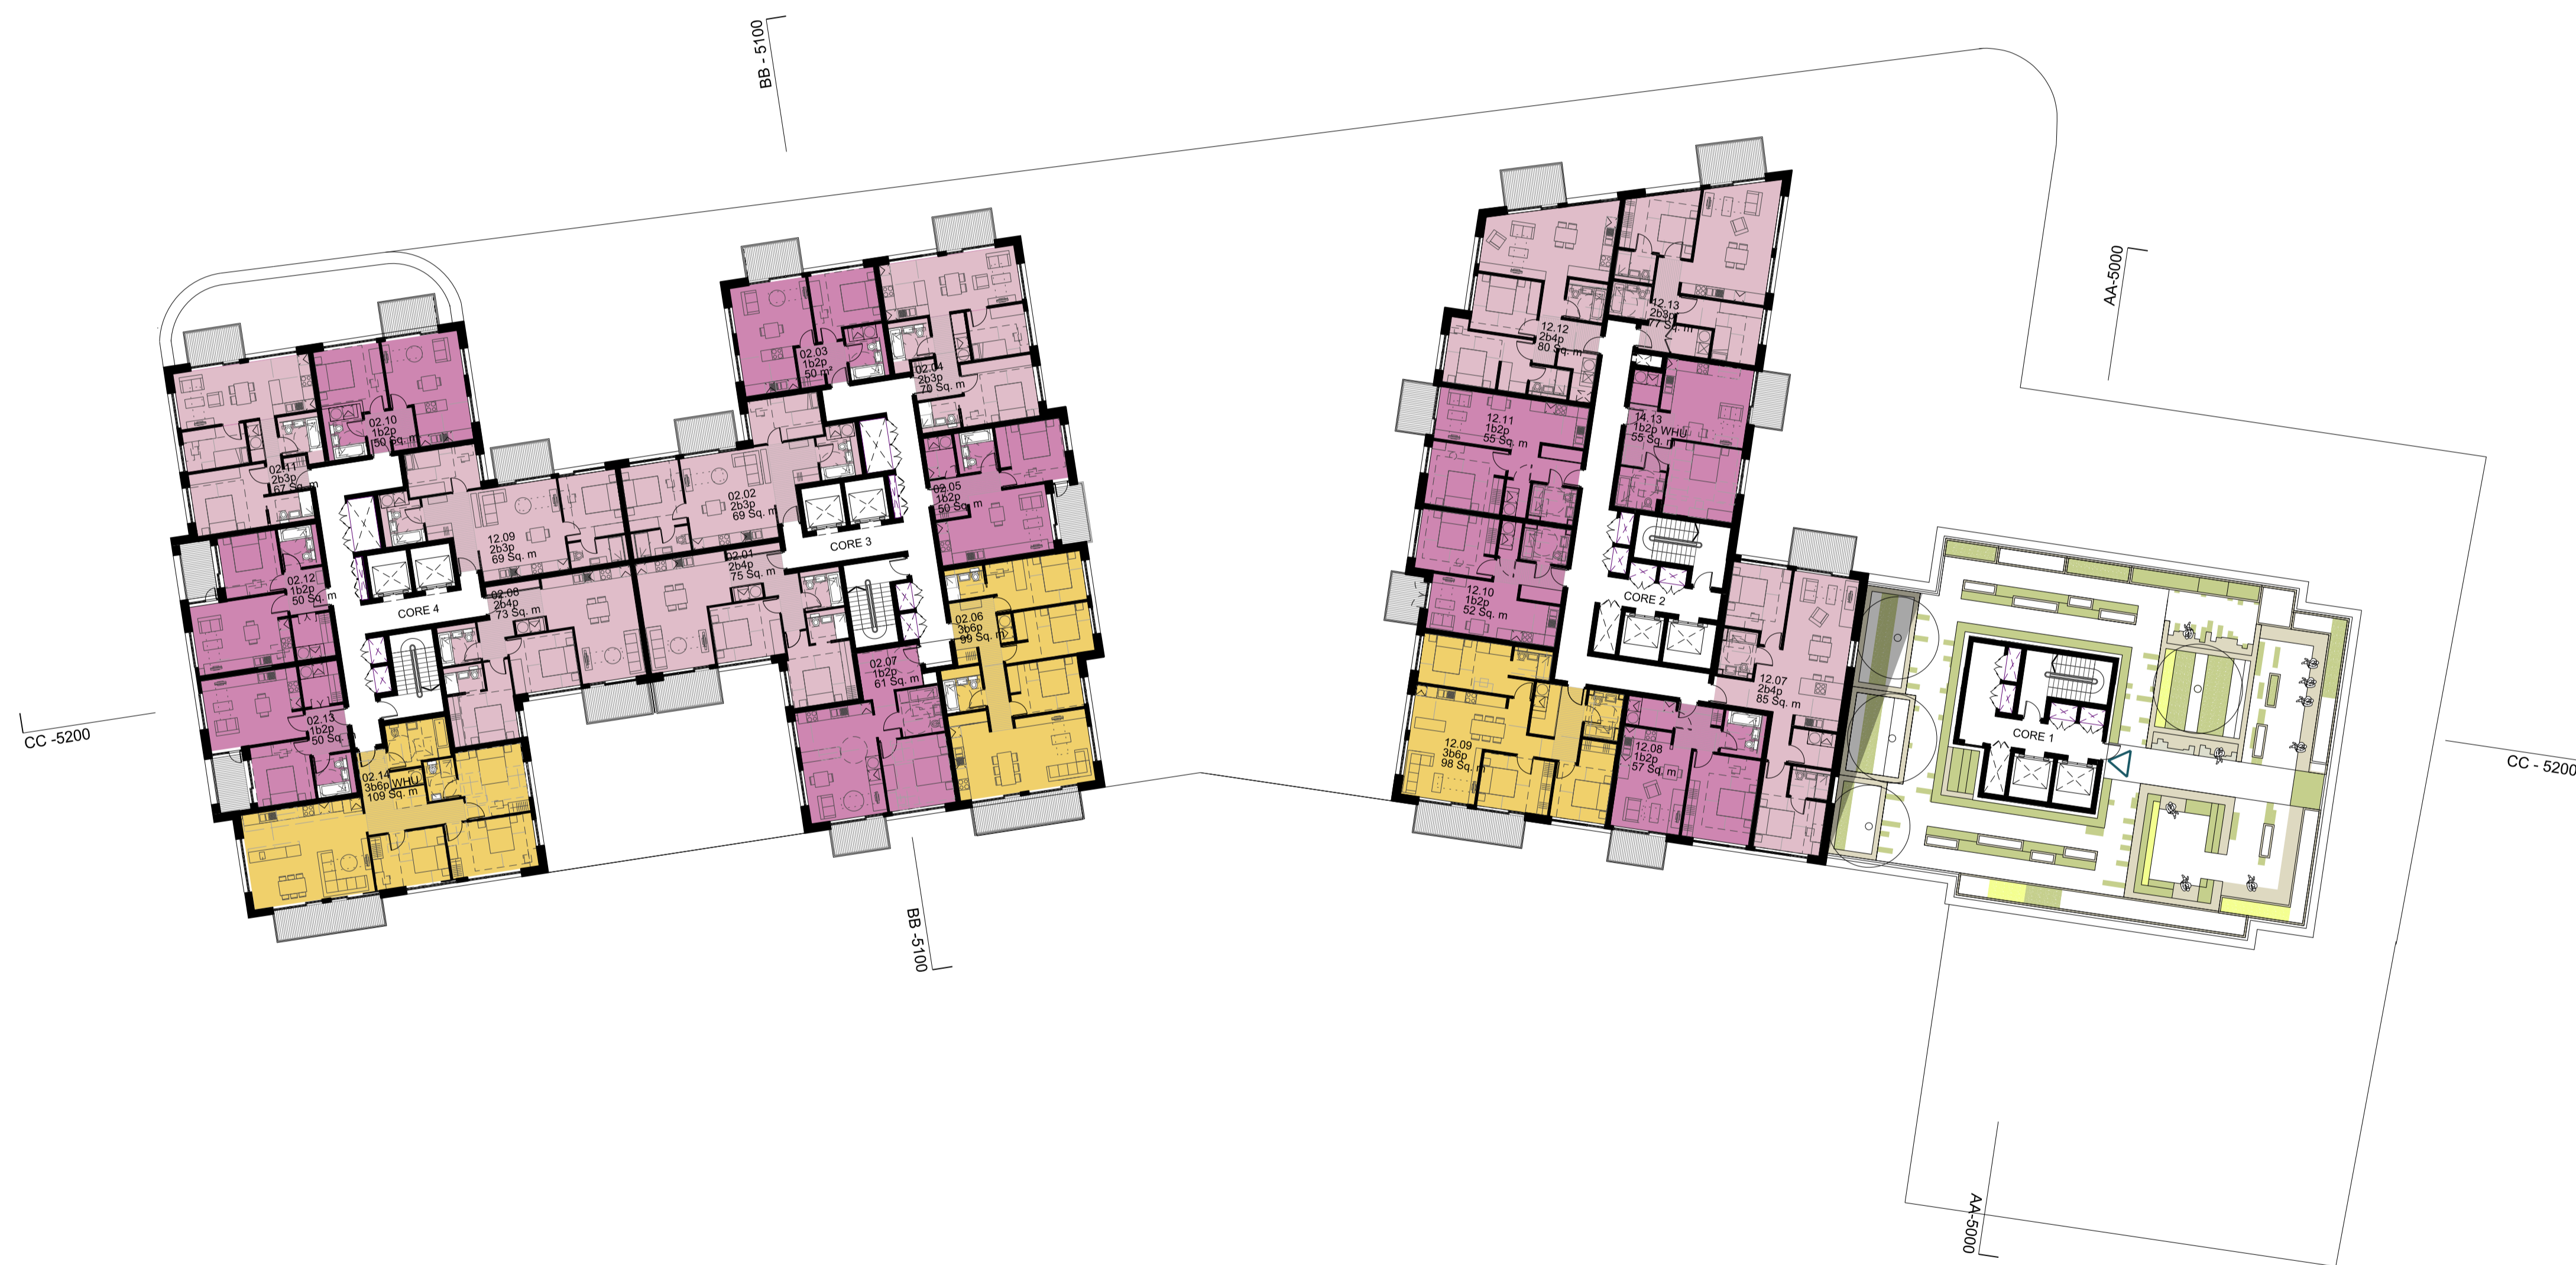 BB - 5100
AA-5000
02.03
1b2p
50 m²
02.04
2b3p
70 Sq. m
02.10
1b2p
50 Sq. m
02.11
2b3p
67 Sq. m
02.02
2b3p
69 Sq. m
02.05
1b2p
50 Sq. m
12.09
2b3p
69 Sq. m
CORE 3
02.01
2b4p
75 Sq. m
02.12
1b2p
50 Sq. m
02.08
2b4p
73 Sq. m
CORE 4
02.06
3b6p
99 Sq. m
02.07
1b2p
61 Sq. m
02.13
1b2p
50 Sq.
02.14
3b6p WHU
109 Sq. m
CC -5200
BB -5100
12.13
2b3p
77 Sq. m
12.12
2b4p
80 Sq. m
12.11
1b2p
55 Sq. m
14.13
1b2p WHU
55 Sq. m
12.10
1b2p
52 Sq. m
CORE 2
12.07
2b4p
85 Sq. m
12.09
3b6p
98 Sq. m
12.08
1b2p
57 Sq. m
CORE 1
CC - 5200
AA-5000